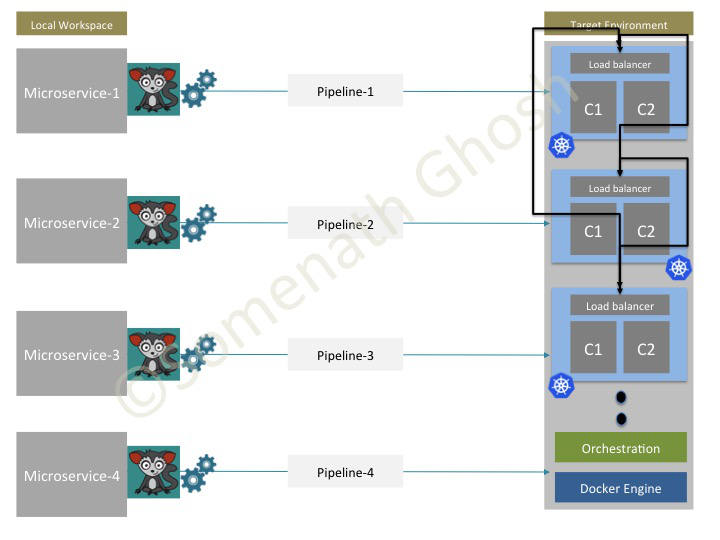 Local Workspace
Target Environment
Microservice-1
Pipeline-1
Load balancer
C1
C2
Microservice-2
Pipeline-2
Load balancer
C1
C2
Microservice-3
Pipeline-3
Load balancer
C1
C2
Microservice-4
Pipeline-4
Orchestration
Docker Engine
©Somenath Ghosh